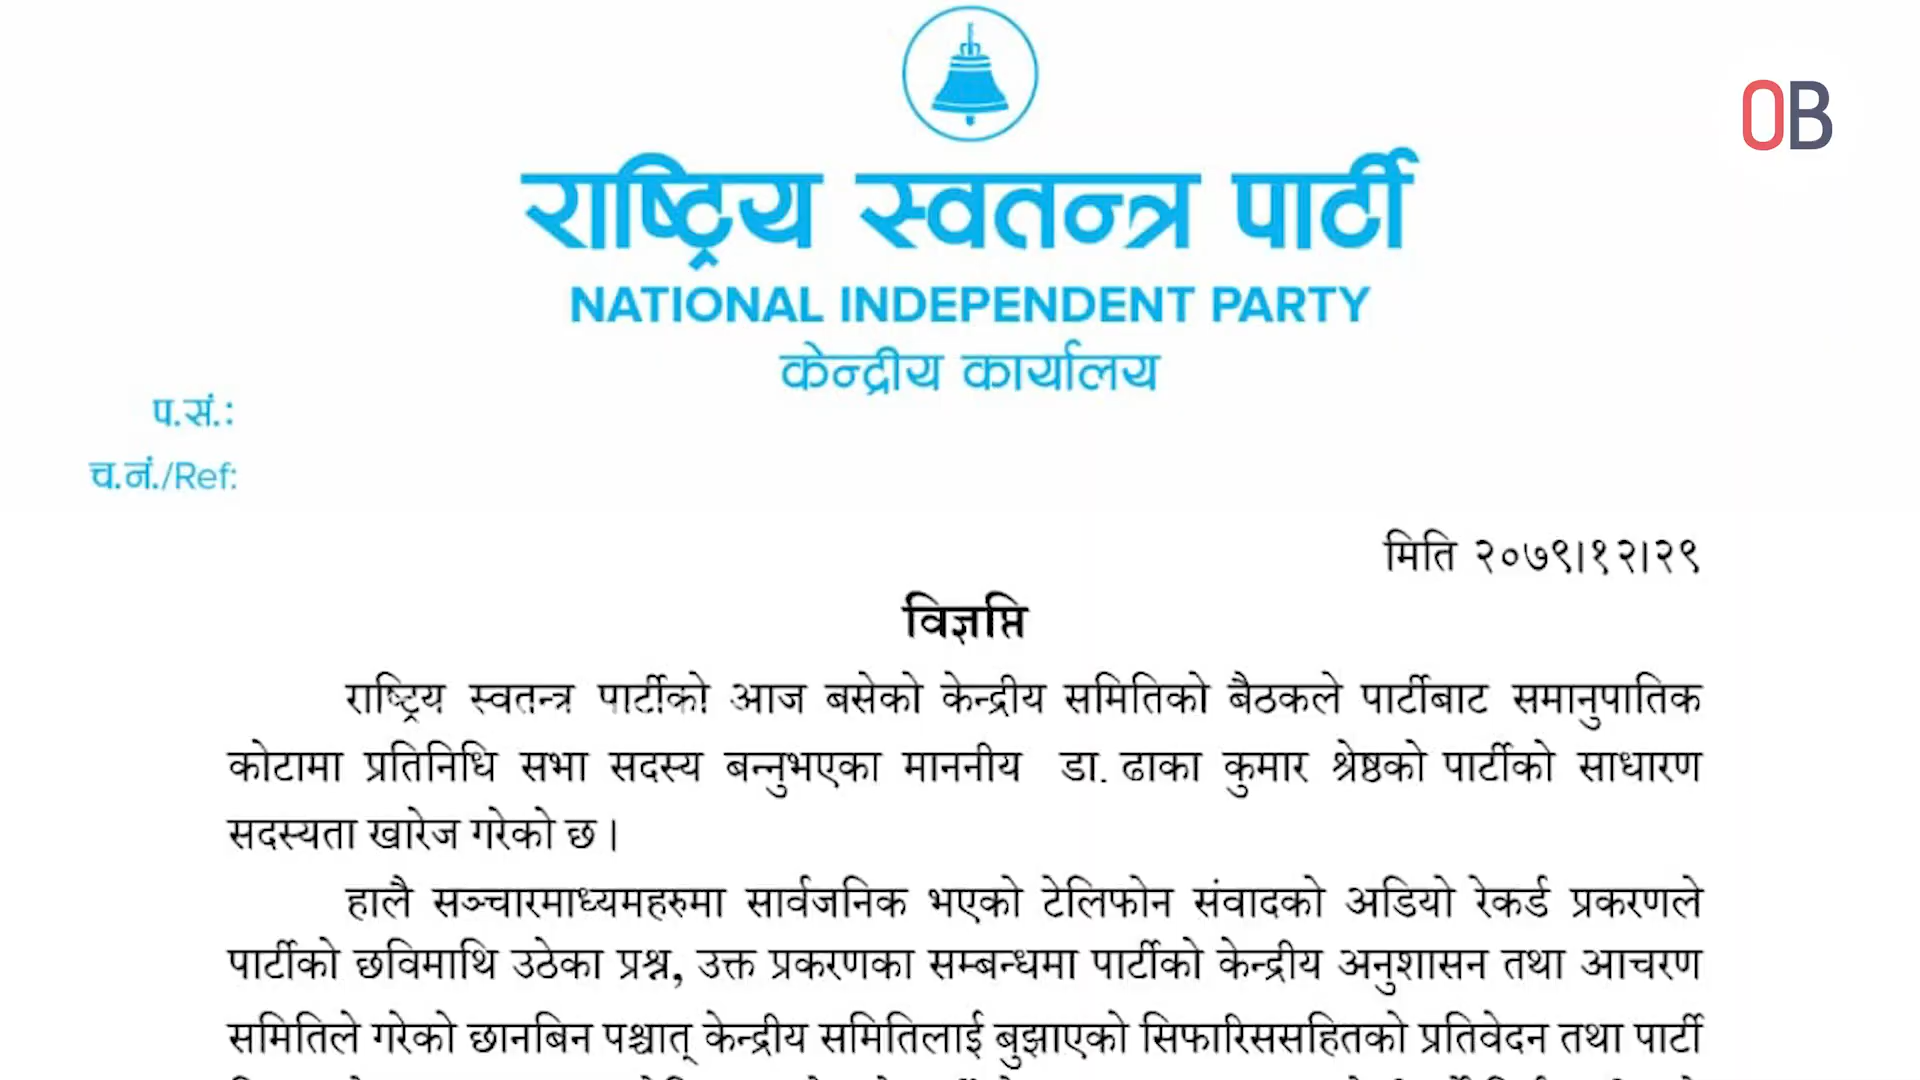 OB
राष्ट्रिय स्वतन्त्र पार्टी
NATIONAL INDEPENDENT PARTY
केन्द्रीय कार्यालय
प.सं.:
च.नं./Ref:
मिति २०७९।१२।२९
विज्ञप्ति
राष्ट्रिय स्वतन्त्र पार्टीको आज बसेको केन्द्रीय समितिको बैठकले पार्टीबाट समानुपातिक
कोटामा प्रतिनिधि सभा सदस्य बन्नुभएका माननीय डा. ढाका कुमार श्रेष्ठको पार्टीको साधारण
सदस्यता खारेज गरेको छ।
हालै सञ्चारमाध्यमहरुमा सार्वजनिक भएको टेलिफोन संवादको अडियो रेकर्ड प्रकरणले
पार्टीको छविमाथि उठेका प्रश्न, उक्त प्रकरणका सम्बन्धमा पार्टीको केन्द्रीय अनुशासन तथा आचरण
समितिले गरेको छानबिन पश्चात् केन्द्रीय समितिलाई बुझाएको सिफारिससहितको प्रतिवेदन तथा पार्टी